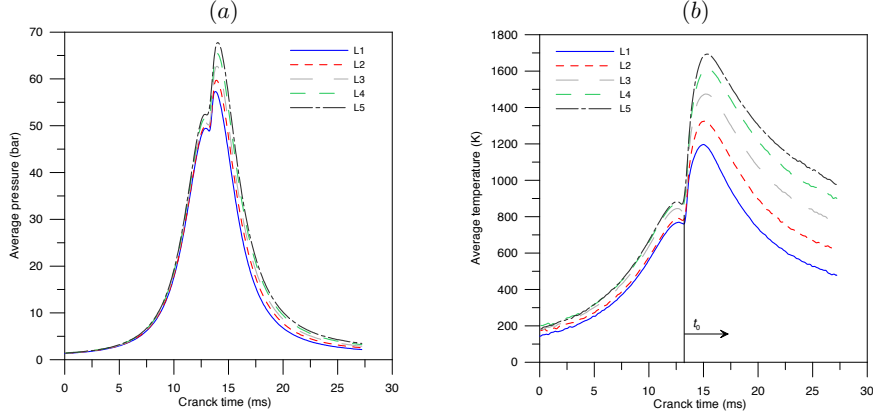 (a)
70
60
50
40
30
20
10
0
Average pressure (bar)
0 5 10 15 20 25 30
Cranck time (ms)
L1
L2
L3
L4
L5
(b)
1800
1600
1400
1200
1000
800
600
400
200
0
Average temperature (K)
0 5 10 15 20 25 30
Cranck time (ms)
L1
L2
L3
L4
L5
t0